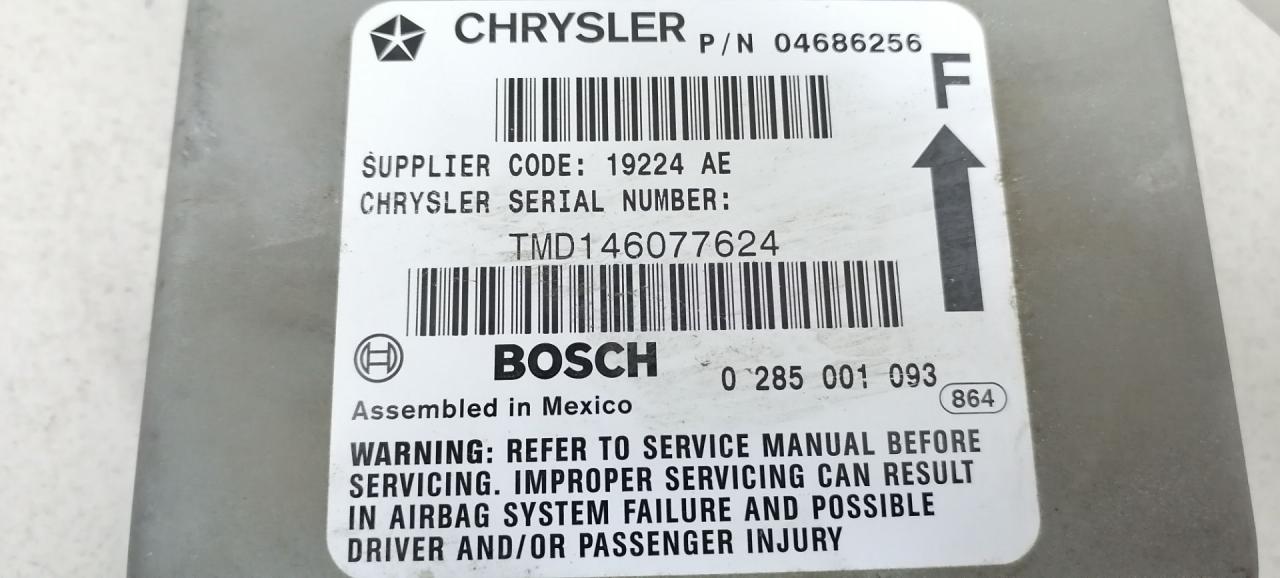 CHRYSLER P/N 04686256
F
SUPPLIER CODE: 19224 AE
CHRYSLER SERIAL NUMBER:
TMD146077624
BOSCH 0 285 001 093
Assembled in Mexico 864
WARNING: REFER TO SERVICE MANUAL BEFORE
SERVICING. IMPROPER SERVICING CAN RESULT
IN AIRBAG SYSTEM FAILURE AND POSSIBLE
DRIVER AND/OR PASSENGER INJURY